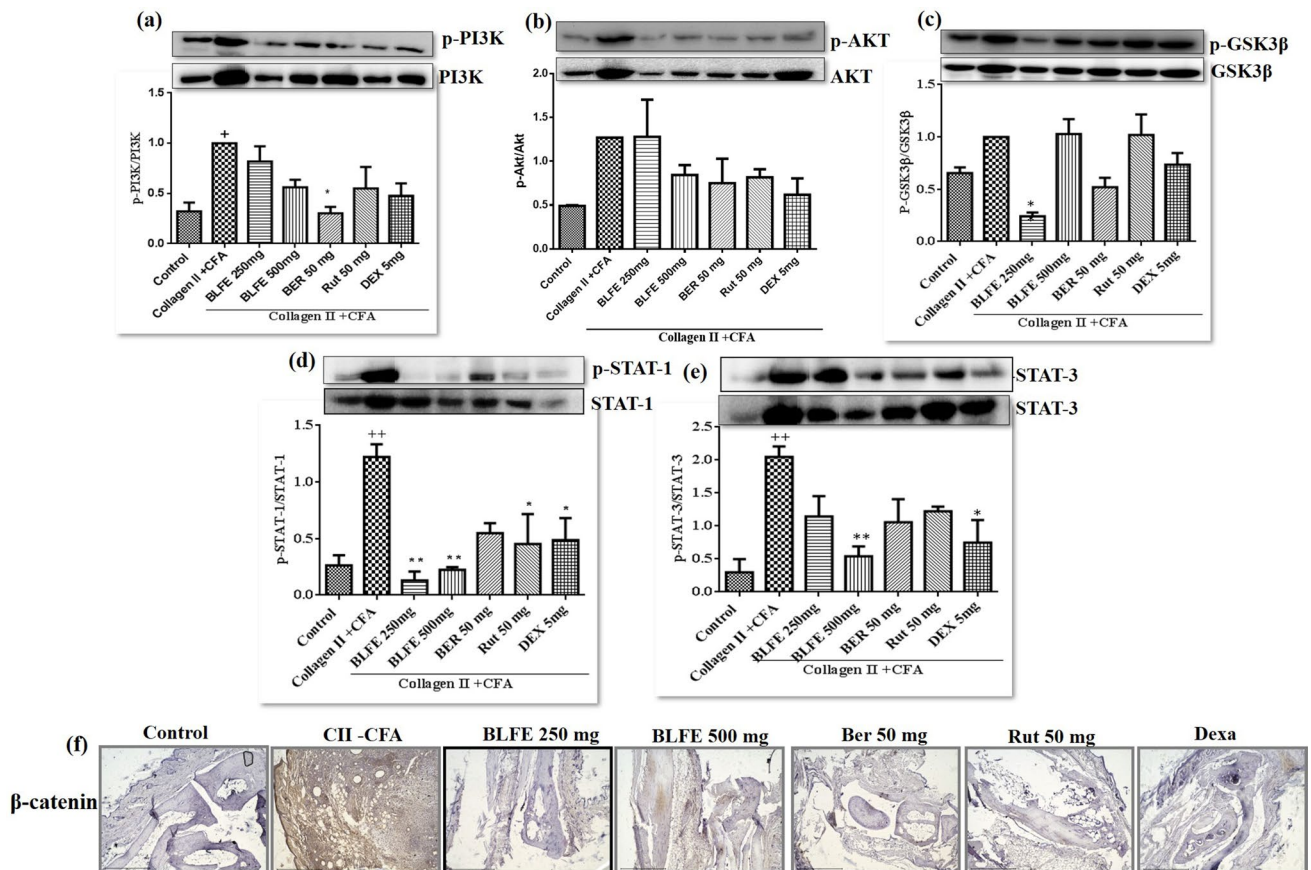 (a)
p-PI3K
PI3K
p-PI3K/PI3K
1.5
1.0
0.5
0.0
+
*
Control
Collagen II +CFA
BLFE 250mg
BLFE 500mg
BER 50 mg
Rut 50 mg
DEX 5mg
Collagen II +CFA
(b)
p-AKT
AKT
p-Akt/Akt
2.0
1.5
1.0
0.5
0.0
Control
Collagen II +CFA
BLFE 250mg
BLFE 500mg
BER 50 mg
Rut 50 mg
DEX 5mg
Collagen II +CFA
(c)
p-GSK3β
GSK3β
P-GSK3β/GSK3β
1.5
1.0
0.5
0.0
*
*
Control
Collagen II +CFA
BLFE 250mg
BLFE 500mg
BER 50 mg
Rut 50 mg
DEX 5mg
Collagen II +CFA
(d)
p-STAT-1
STAT-1
p-STAT-1/STAT-1
1.5
1.0
0.5
0.0
++
**
**
*
*
Control
Collagen II +CFA
BLFE 250mg
BLFE 500mg
BER 50 mg
Rut 50 mg
DEX 5mg
Collagen II +CFA
(e)
-STAT-3
STAT-3
p-STAT-3/STAT-3
2.5
2.0
1.5
1.0
0.5
0.0
++
**
*
Control
Collagen II +CFA
BLFE 250mg
BLFE 500mg
BER 50 mg
Rut 50 mg
DEX 5mg
Collagen II +CFA
(f)
Control
CII -CFA
BLFE 250 mg
BLFE 500 mg
Ber 50 mg
Rut 50 mg
Dexa
β-catenin